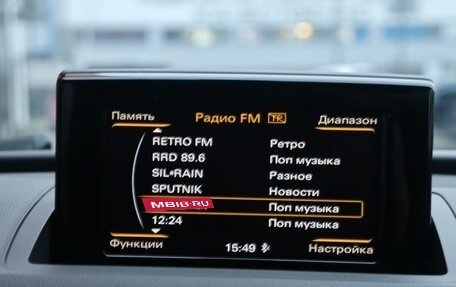 Память Радио FM TP Диапазон
RETRO FM Ретро
RRD 89.6 Поп музыка
SIL•RAIN Разное
SPUTNIK Новости
MBIB.RU Поп музыка
12:24 Поп музыка
Функции 15:49 Настройка